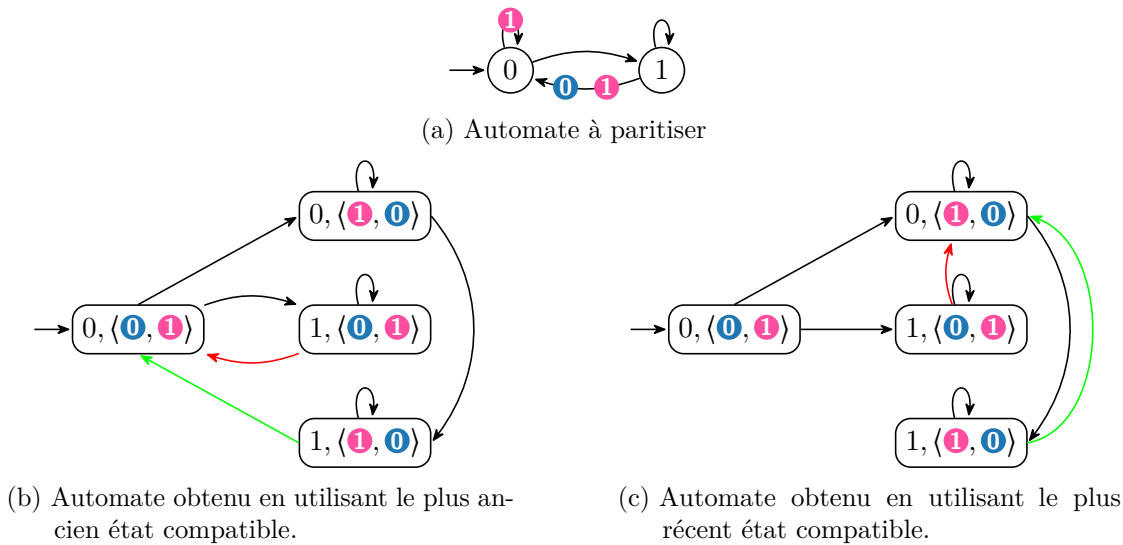 1
0 1
0 1
(a) Automate à paritiser
0, ⟨1, 0⟩ 0, ⟨1, 0⟩
0, ⟨0, 1⟩ 1, ⟨0, 1⟩ 0, ⟨0, 1⟩ 1, ⟨0, 1⟩
1, ⟨1, 0⟩ 1, ⟨1, 0⟩
(b) Automate obtenu en utilisant le plus an-
cien état compatible.
(c) Automate obtenu en utilisant le plus
récent état compatible.